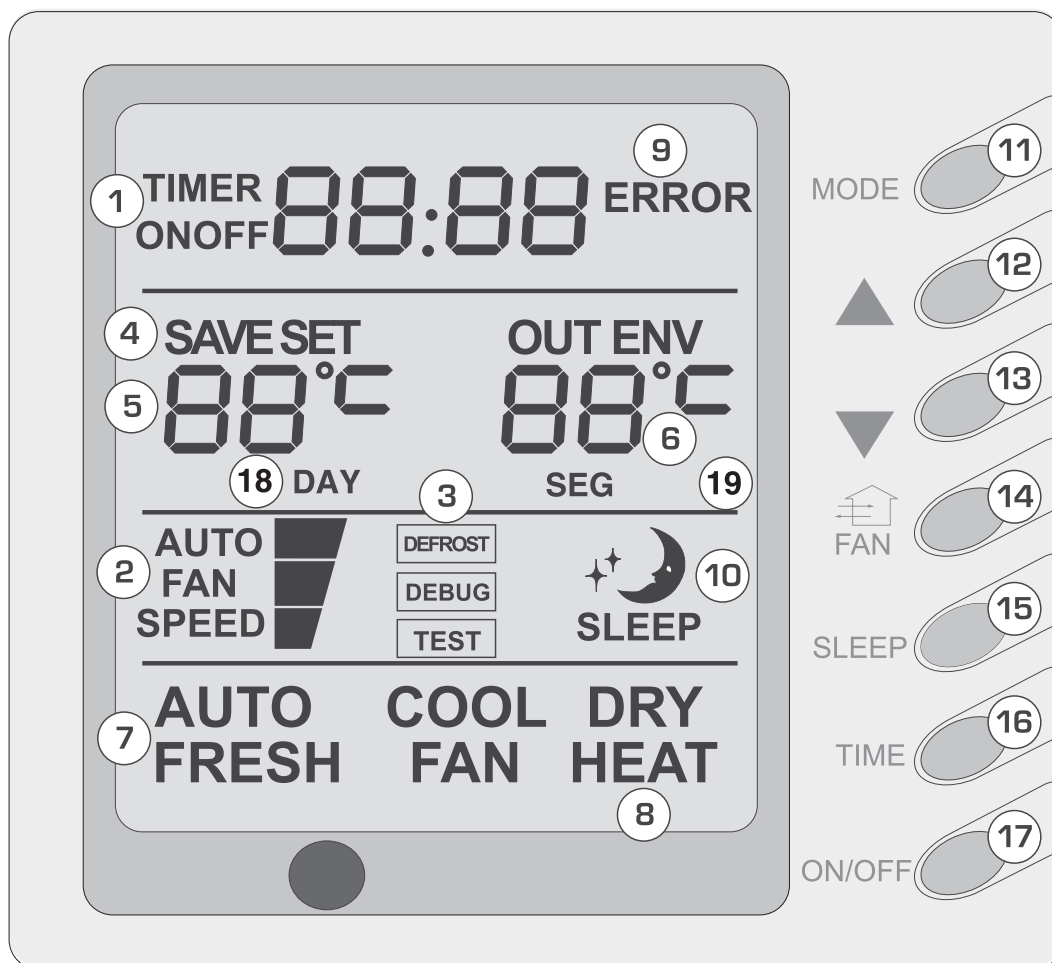 9
1 TIMER
ONOFF 88:88 ERROR
4 SAVE SET OUT ENV
5 88°C 88°C 6
18 DAY 3 SEG 19
2 AUTO
FAN
SPEED
DEFROST
DEBUG
TEST
10
SLEEP
7 AUTO COOL DRY
FRESH FAN HEAT
8
MODE 11
12
13
14
FAN
SLEEP 15
TIME 16
ON/OFF 17